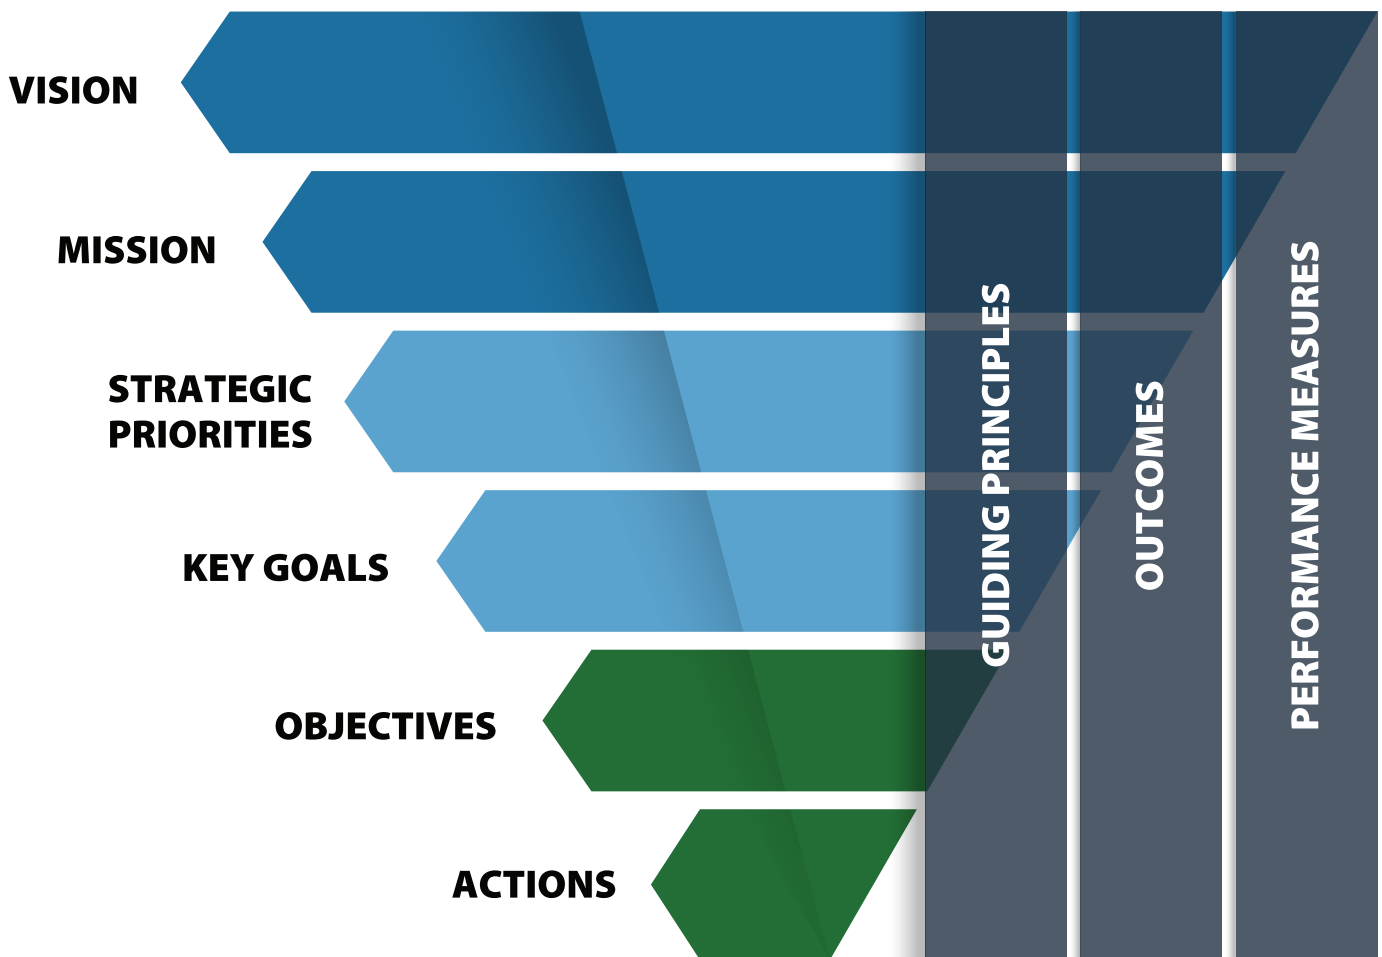 VISION
MISSION
STRATEGIC
PRIORITIES
KEY GOALS
OBJECTIVES
ACTIONS
GUIDING PRINCIPLES
OUTCOMES
PERFORMANCE MEASURES